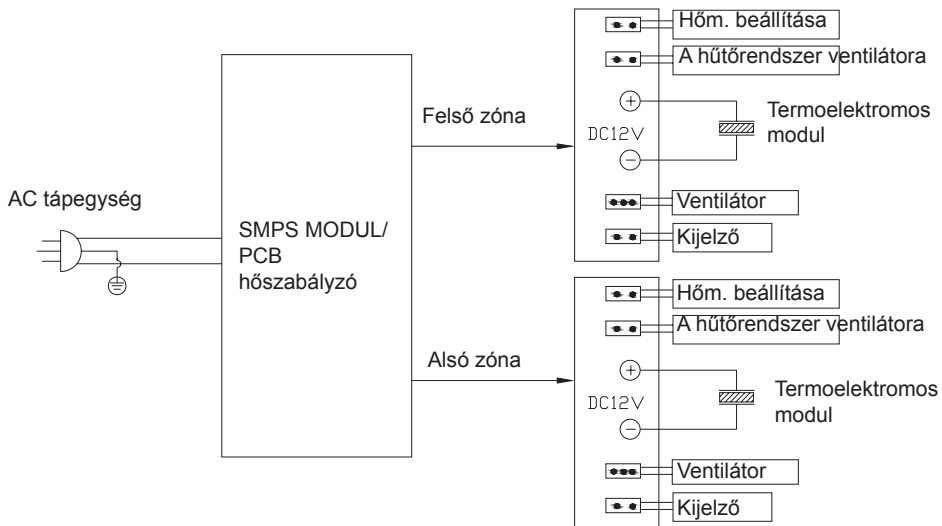 AC tápegység
SMPS MODUL/
PCB
hőszabályzó
Felső zóna
Hőm. beállítása
A hűtőrendszer ventilátora
DC12V
Termoelektromos
modul
Ventilátor
Kijelző
Alsó zóna
Hőm. beállítása
A hűtőrendszer ventilátora
DC12V
Termoelektromos
modul
Ventilátor
Kijelző